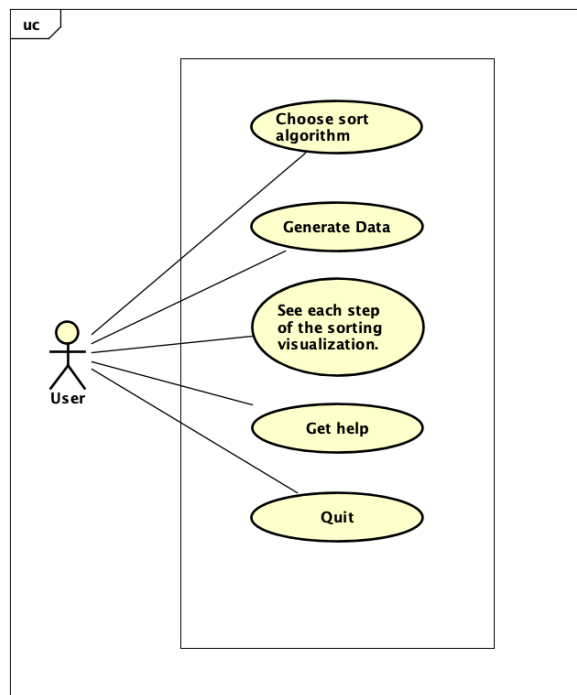 uc
Choose sort
algorithm
Generate Data
See each step
of the sorting
visualization.
User
Get help
Quit